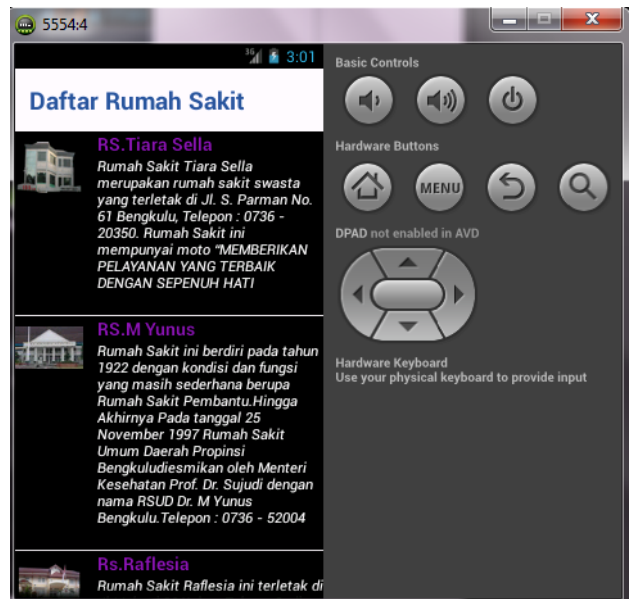 5554:4
3G 3:01
Daftar Rumah Sakit
RS.Tiara Sella
Rumah Sakit Tiara Sella
merupakan rumah sakit swasta
yang terletak di Jl. S. Parman No.
61 Bengkulu, Telepon : 0736 -
20350. Rumah Sakit ini
mempunyai moto “MEMBERIKAN
PELAYANAN YANG TERBAIK
DENGAN SEPENUH HATI
RS.M Yunus
Rumah Sakit ini berdiri pada tahun
1922 dengan kondisi dan fungsi
yang masih sederhana berupa
Rumah Sakit Pembantu.Hingga
Akhirnya Pada tanggal 25
November 1997 Rumah Sakit
Umum Daerah Propinsi
Bengkuludiesmikan oleh Menteri
Kesehatan Prof. Dr. Sujudi dengan
nama RSUD Dr. M Yunus
Bengkulu.Telepon : 0736 - 52004
Rs.Raflesia
Rumah Sakit Raflesia ini terletak di
Basic Controls
Hardware Buttons
MENU
DPAD not enabled in AVD
Hardware Keyboard
Use your physical keyboard to provide input